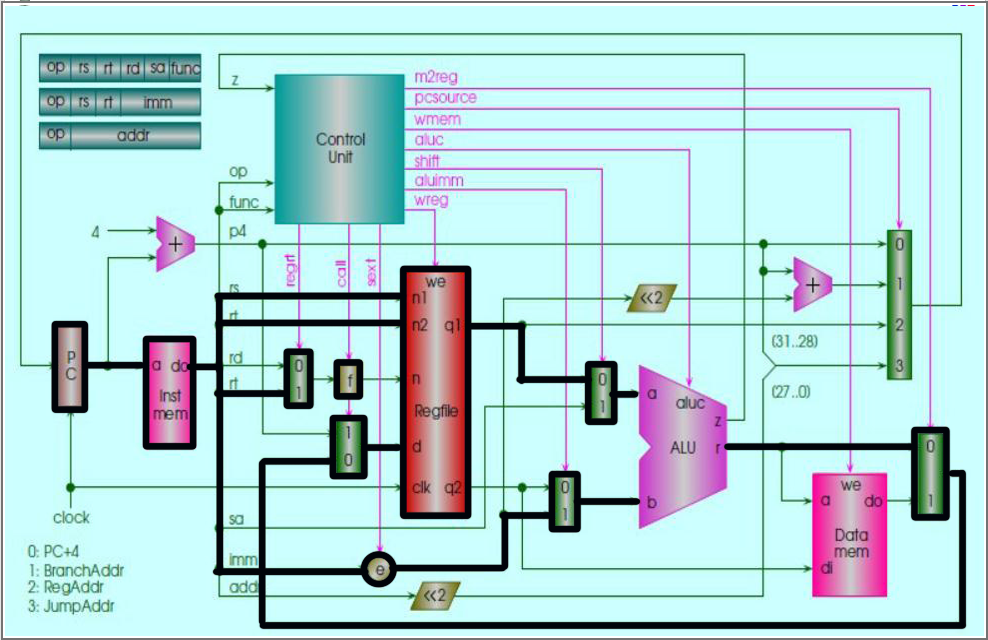 op rs rt rd sa func
op rs rt imm
op addr
z
Control
Unit
m2reg
pcsource
wmem
aluc
shift
aluimm
wreg
op
func
p4
4
+
regrt
call
sext
rs
rt
rd
rt
we
n1
n2 q1
n
Regfile
d
clk q2
PC
a do
Inst
mem
0
1
f
1
0
<<2
+
0
1
2
3
(31..28)
(27..0)
0
1
a aluc
z
ALU r
b
0
1
0
1
we
a do
Data
mem
di
clock
sa
imm
e
addr
<<2
0: PC+4
1: BranchAddr
2: RegAddr
3: JumpAddr